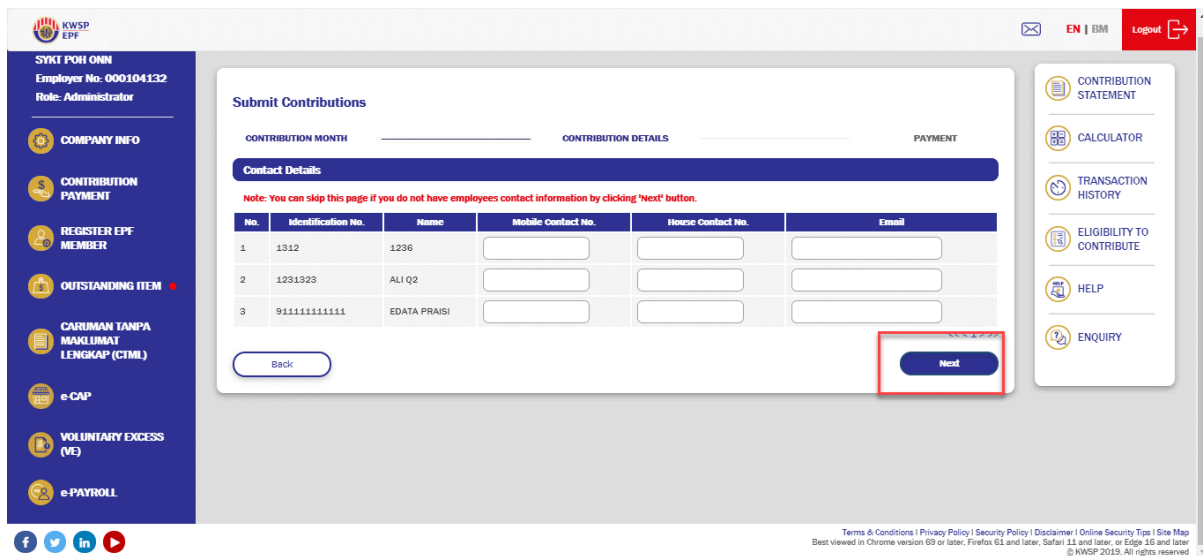 KWSP
EPF
EN | BM
Logout
SYKT POH ONN
Employer No: 000104132
Role: Administrator
COMPANY INFO
CONTRIBUTION
PAYMENT
REGISTER EPF
MEMBER
OUTSTANDING ITEM
CARUMAN TANPA
MAKLUMAT
LENGKAP (CTML)
e-CAP
VOLUNTARY EXCESS
(VE)
e-PAYROLL
Submit Contributions
CONTRIBUTION MONTH CONTRIBUTION DETAILS PAYMENT
Contact Details
Note: You can skip this page if you do not have employees contact information by clicking 'Next' button.
No. Identification No. Name Mobile Contact No. House Contact No. Email
1 1312 1236
2 1231323 ALI Q2
3 911111111111 EDATA PRAISI
<< < 1 > >>
Back Next
CONTRIBUTION
STATEMENT
CALCULATOR
TRANSACTION
HISTORY
ELIGIBILITY TO
CONTRIBUTE
HELP
HELP
ENQUIRY
Terms & Conditions I Privacy Policy I Security Policy I Disclaimer I Online Security Tips I Site Map
Best viewed in Chrome version 69 or later, Firefox 61 and later, Safari 11 and later, or Edge 16 and later
© KWSP 2019. All rights reserved